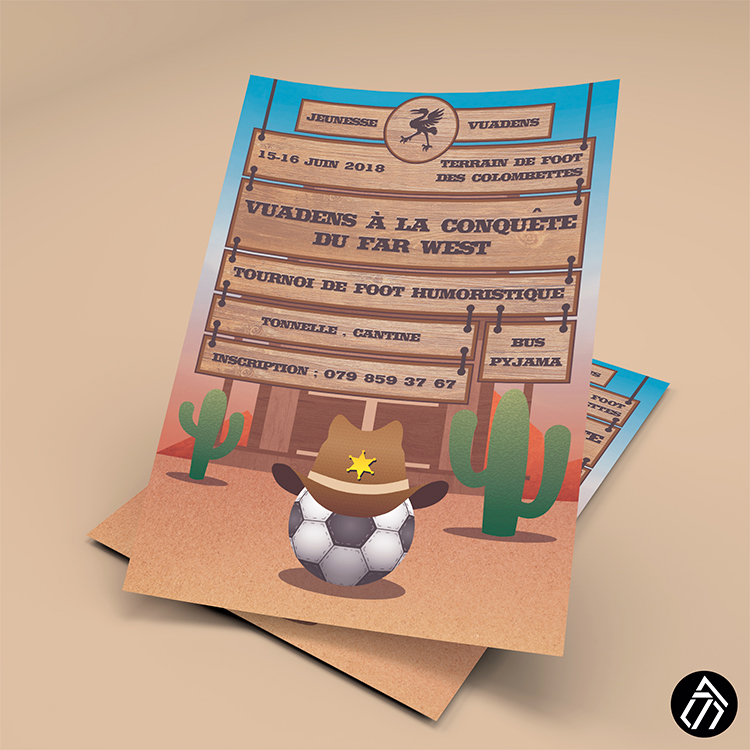 JEUNESSE VUADENS
15-16 JUIN 2018
TERRAIN DE FOOT
DES COLOMBETTES
VUADENS À LA CONQUÊTE
DU FAR WEST
TOURNOI DE FOOT HUMORISTIQUE
TONNELLE . CANTINE
BUS
PYJAMA
INSCRIPTION ; 079 859 37 67
FOOT